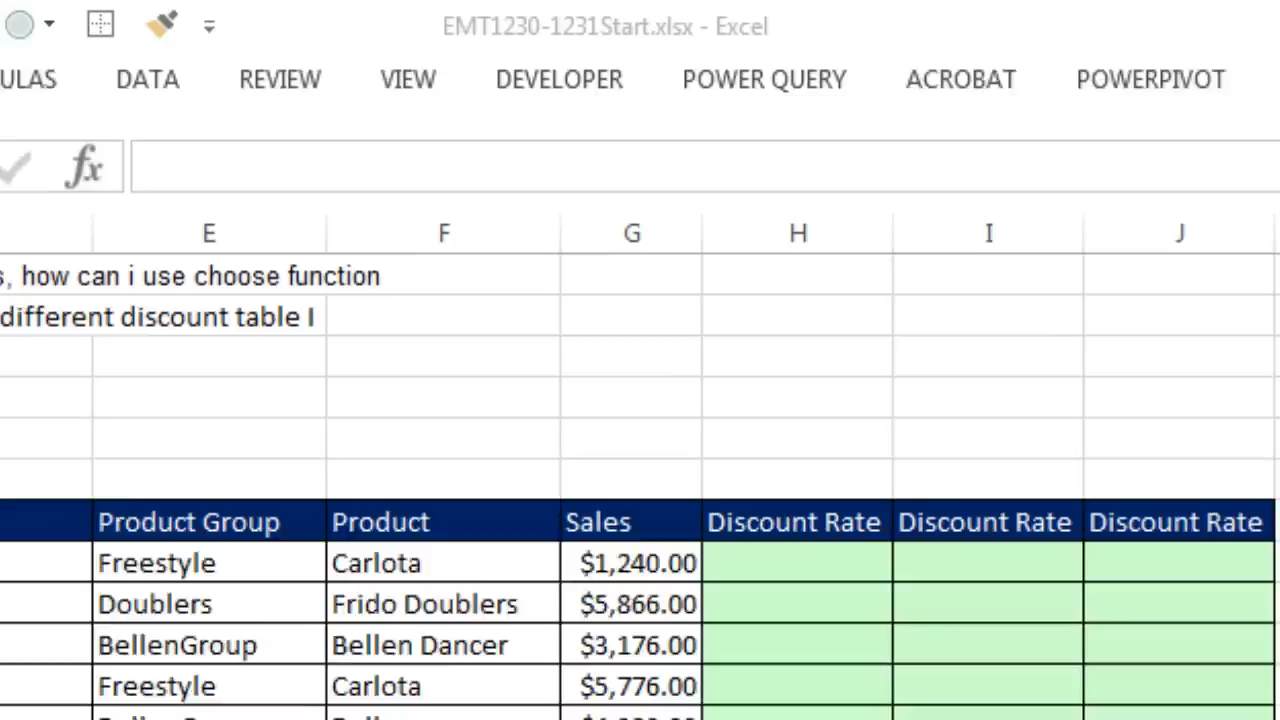 EMT1230-1231Start.xlsx - Excel
ULAS DATA REVIEW VIEW DEVELOPER POWER QUERY ACROBAT POWERPIVOT
fx
E F G H I J
s, how can i use choose function
different discount table I
Product Group Product Sales Discount Rate Discount Rate Discount Rate
Freestyle Carlota $1,240.00
Doublers Frido Doublers $5,866.00
BellenGroup Bellen Dancer $3,176.00
Freestyle Carlota $5,776.00